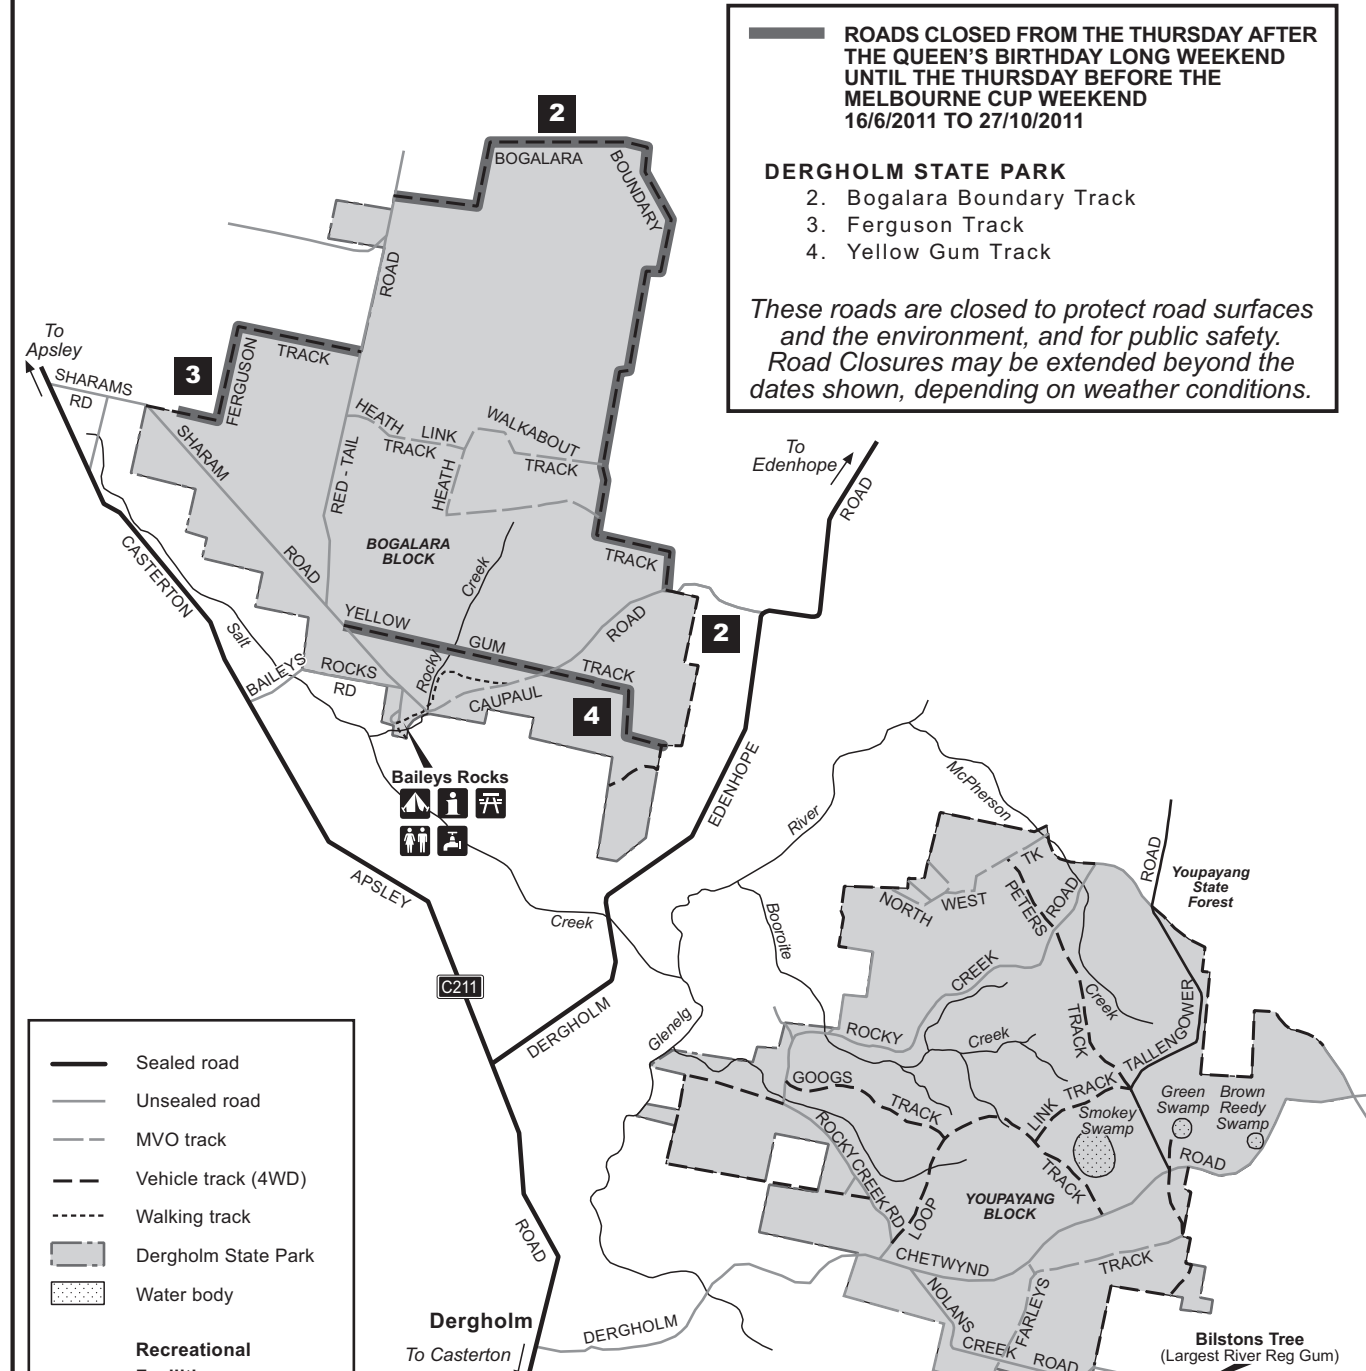 ROADS CLOSED FROM THE THURSDAY AFTER
THE QUEEN'S BIRTHDAY LONG WEEKEND
UNTIL THE THURSDAY BEFORE THE
MELBOURNE CUP WEEKEND
16/6/2011 TO 27/10/2011
DERGHOLM STATE PARK
2. Bogalara Boundary Track
3. Ferguson Track
4. Yellow Gum Track
These roads are closed to protect road surfaces
and the environment, and for public safety.
Road Closures may be extended beyond the
dates shown, depending on weather conditions.
2
BOGALARA
BOUNDARY
ROAD
To
Apsley
SHARAMS
RD
3
FERGUSON
TRACK
SHARAM
ROAD
RED - TAIL
HEATH
LINK
TRACK
HEATH
WALKABOUT
TRACK
To
Edenhope
ROAD
BOGALARA
BLOCK
Creek
TRACK
CASTERTON
Salt
YELLOW
GUM
TRACK
ROAD
2
BAILEYS
ROCKS
RD
Rocky
CAUPAUL
4
Baileys Rocks
EDENHOPE
River
McPherson
APSLEY
Creek
C211
DERGHOLM
Glenelg
Booroite
ROAD
Youpayang
State
Forest
NORTH
WEST
TK
PETERS
ROAD
CREEK
ROCKY
Creek
Creek
TRACK
TALLENGOWER
GOOGS
TRACK
LINK
TRACK
Smokey
Swamp
Green
Swamp
Brown
Reedy
Swamp
ROCKY CREEK RD
LOOP
TRACK
ROAD
YOUPAYANG
BLOCK
CHETWYND
TRACK
NOLANS
FARLEYS
CREEK
ROAD
DERGHOLM
ROAD
Dergholm
To Casterton
Bilstons Tree
(Largest River Reg Gum)
Sealed road
Unsealed road
MVO track
Vehicle track (4WD)
Walking track
Dergholm State Park
Water body
Recreational